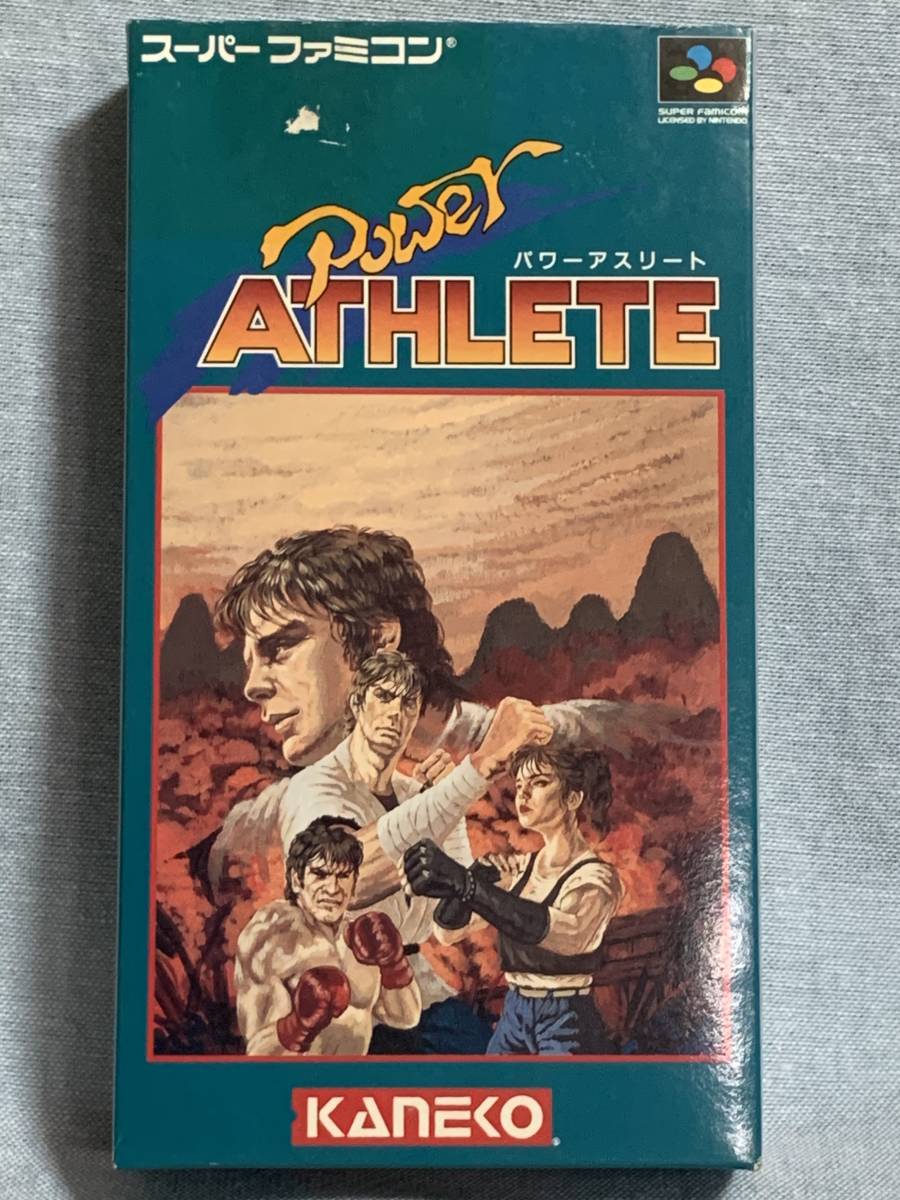 スーパーファミコン®
SUPER FAMICOM
LICENSED BY NINTENDO
Power
パワーアスリート
ATHLETE
KANEKO®